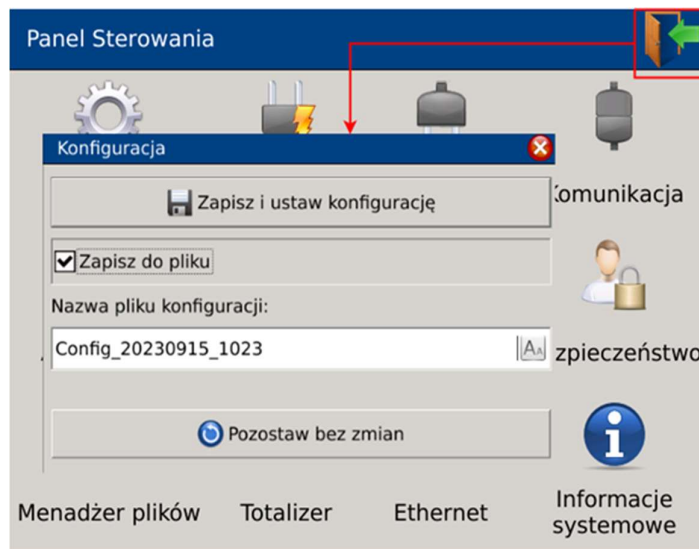 Panel Sterowania
Konfiguracja
Zapisz i ustaw konfigurację
omunikacja
Zapisz do pliku
Nazwa pliku konfiguracji:
Config_20230915_1023
zpieczeństwo
Pozostaw bez zmian
Menadżer plików
Totalizer
Ethernet
Informacje
systemowe